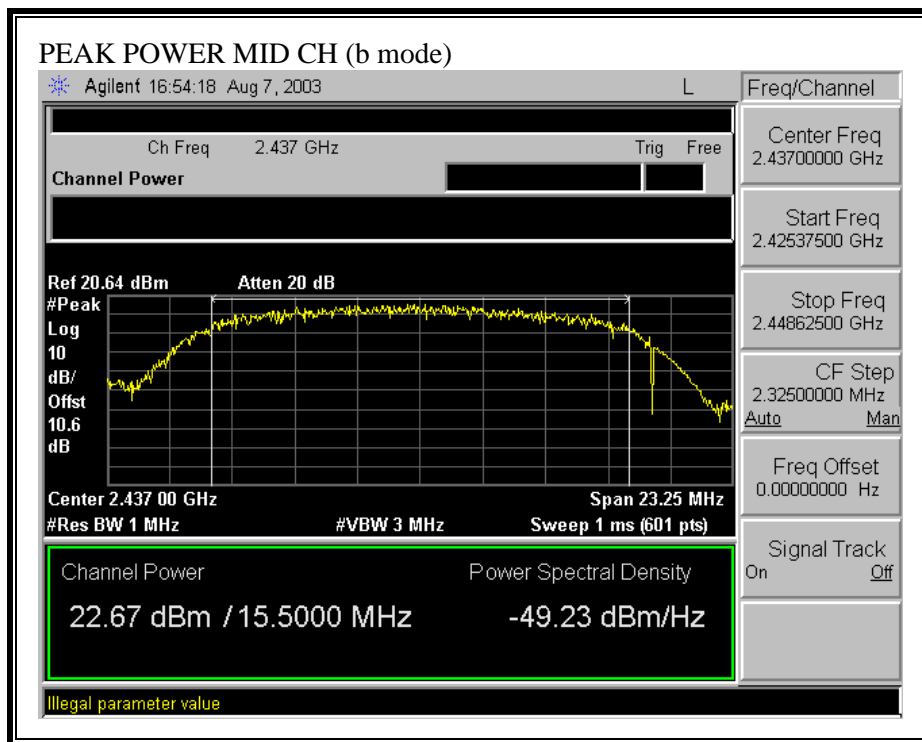 PEAK POWER MID CH (b mode)
Agilent 16:54:18 Aug 7, 2003 L
Freq/Channel
Ch Freq 2.437 GHz Trig Free
Channel Power
Center Freq
2.43700000 GHz
Start Freq
2.42537500 GHz
Stop Freq
2.44862500 GHz
CF Step
2.32500000 MHz
Auto Man
Freq Offset
0.00000000 Hz
Signal Track
On Off
Ref 20.64 dBm Atten 20 dB
#Peak
Log
10
dB/
Offst
10.6
dB
Center 2.437 00 GHz Span 23.25 MHz
#Res BW 1 MHz #VBW 3 MHz Sweep 1 ms (601 pts)
Channel Power Power Spectral Density
22.67 dBm / 15.5000 MHz -49.23 dBm/Hz
Illegal parameter value